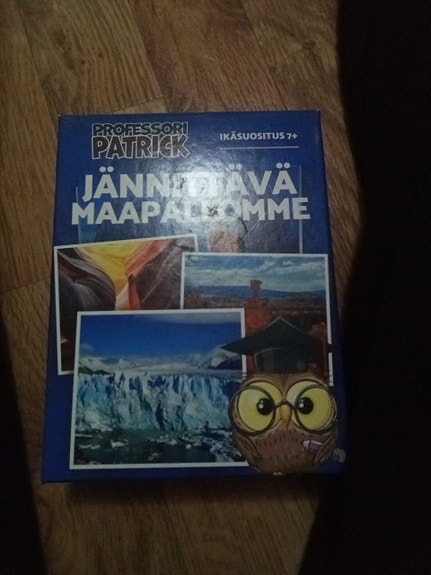 PROFESSORI
PATRICK
IKÄSUOSITUS 7+
JÄNNITTÄVÄ
MAAPALLOMME